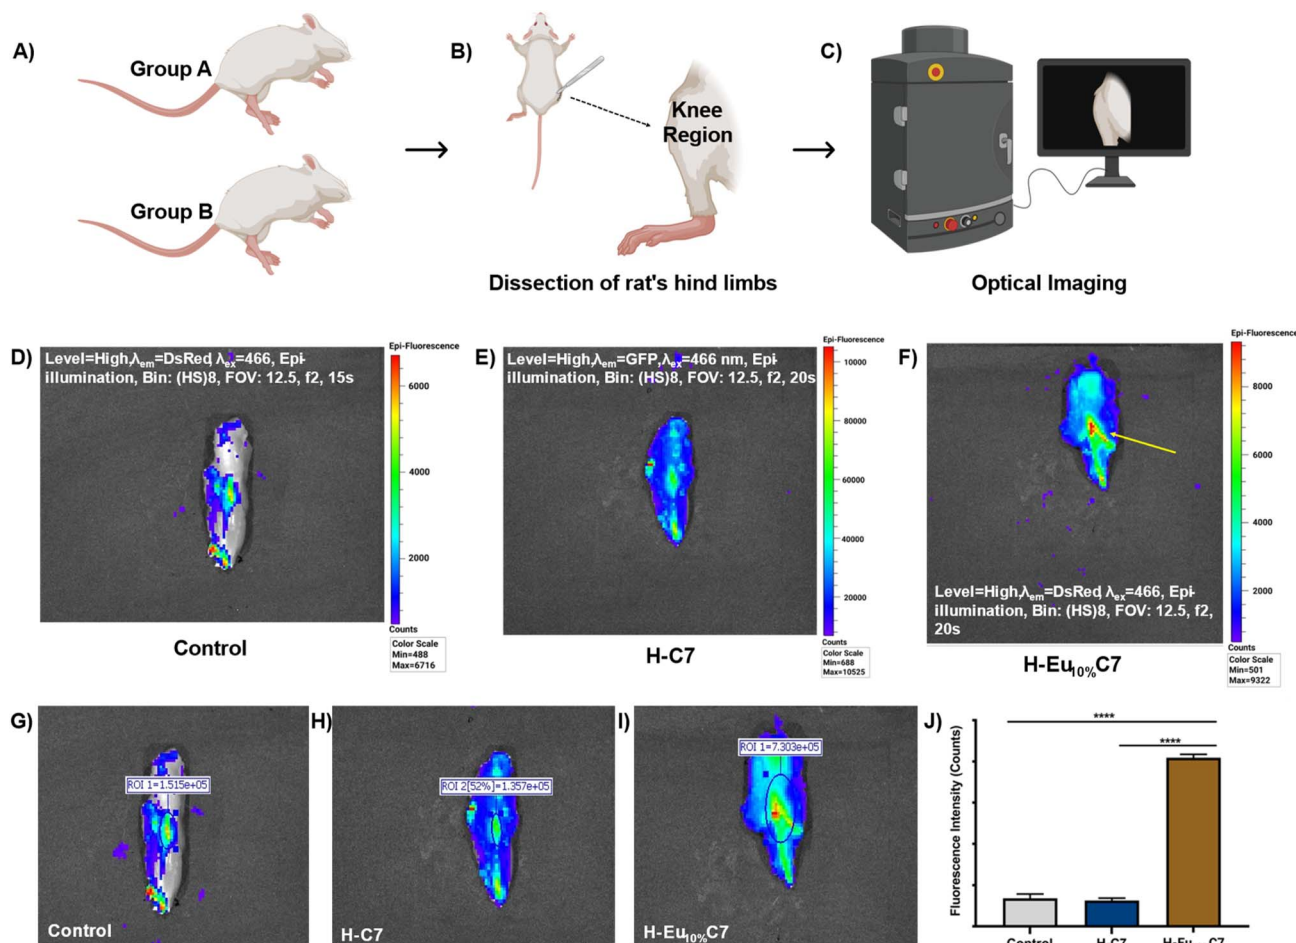 A)
Group A
Group B
B)
Knee
Region
Dissection of rat's hind limbs
C)
Optical Imaging
D)
Level=High,λem=DsRed, λex=466, Epi-
illumination, Bin: (HS)8, FOV: 12.5, f2, 15s
Epi-Fluorescence
6000
4000
2000
Counts
Color Scale
Min=488
Max=6716
Control
E)
Level=High,λem=GFP,λex=466 nm, Epi-
illumination, Bin: (HS)8, FOV: 12.5, f2, 20s
Epi-Fluorescence
10000
80000
60000
40000
20000
Counts
Color Scale
Min=688
Max=10525
H-C7
F)
Level=High,λem=DsRed, λex=466, Epi-
illumination, Bin: (HS)8, FOV: 12.5, f2,
20s
Epi-Fluorescence
8000
6000
4000
2000
Counts
Color Scale
Min=501
Max=9322
H-Eu10%C7
G)
ROI 1=1.515e+05
Control
H)
ROI 2[52%]=1.357e+05
H-C7
I)
ROI 1=7.303e+05
H-Eu10%C7
J)
Fluorescence Intensity (Counts)
****
****
Control
H-C7
H-Eu C7